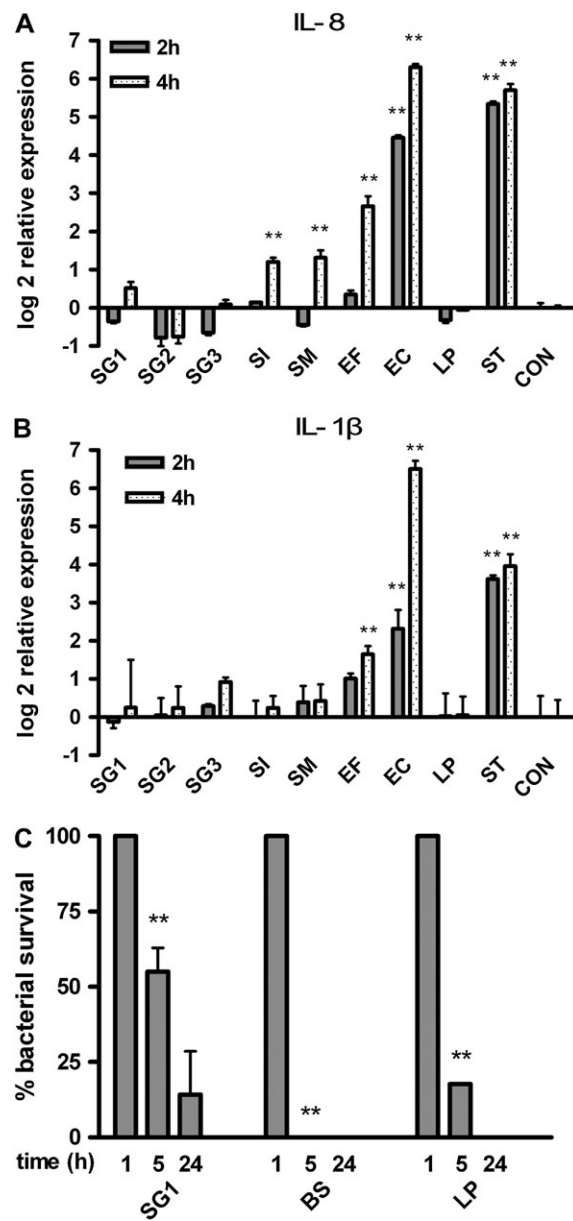 A
IL-8
2h
4h
log 2 relative expression
7
6
5
4
3
2
1
0
-1
** ** ** ** ** ** **
SG1 SG2 SG3 SI SM EF EC LP ST CON
B
IL-1β
2h
4h
log 2 relative expression
7
6
5
4
3
2
1
0
-1
** ** ** ** **
SG1 SG2 SG3 SI SM EF EC LP ST CON
C
% bacterial survival
100
75
50
25
0
** ** **
time (h) 1 5 24 1 5 24 1 5 24
SG1 BS LP